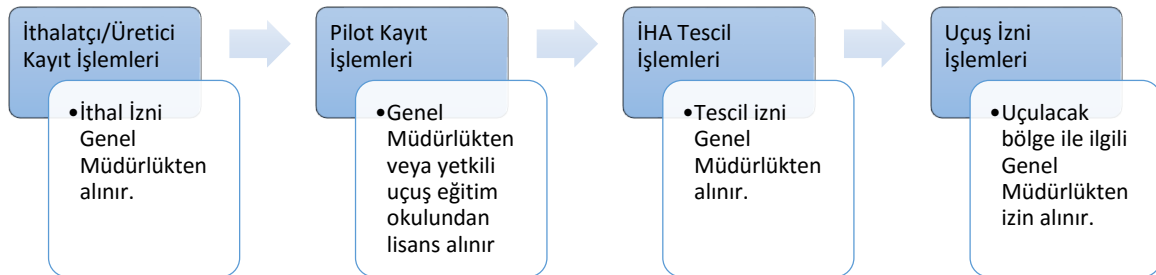 İthalatçı/Üretici
Kayıt İşlemleri
•İthal İzni
Genel
Müdürlükten
alınır.
Pilot Kayıt
İşlemleri
•Genel
Müdürlükten
veya yetkili
uçuş eğitim
okulundan
lisans alınır
İHA Tescil
İşlemleri
•Tescil izni
Genel
Müdürlükten
alınır.
Uçuş İzni
İşlemleri
•Uçulacak
bölge ile ilgili
Genel
Müdürlükten
izin alınır.